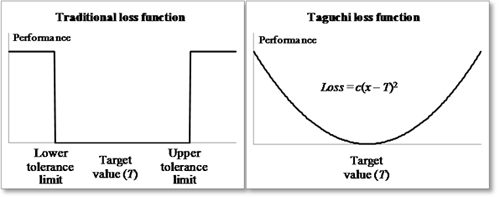 Traditional loss function
Performance
Lower
tolerance
limit
Target
value (T)
Upper
tolerance
limit
Taguchi loss function
Performance
Loss = c(x – T)²
Target
value (T)